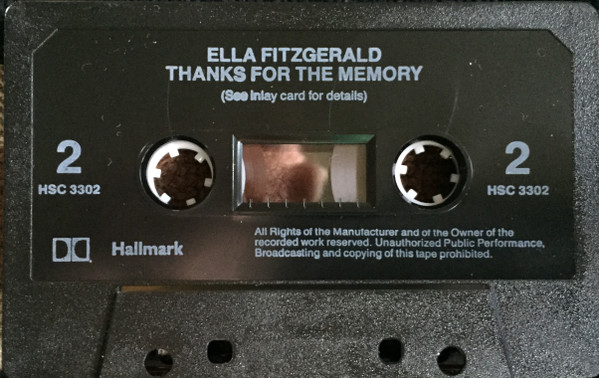 ELLA FITZGERALD
THANKS FOR THE MEMORY
(See Inlay card for details)
2
HSC 3302
2
HSC 3302
Hallmark
All Rights of the Manufacturer and of the Owner of the
recorded work reserved. Unauthorized Public Performance,
Broadcasting and copying of this tape prohibited.